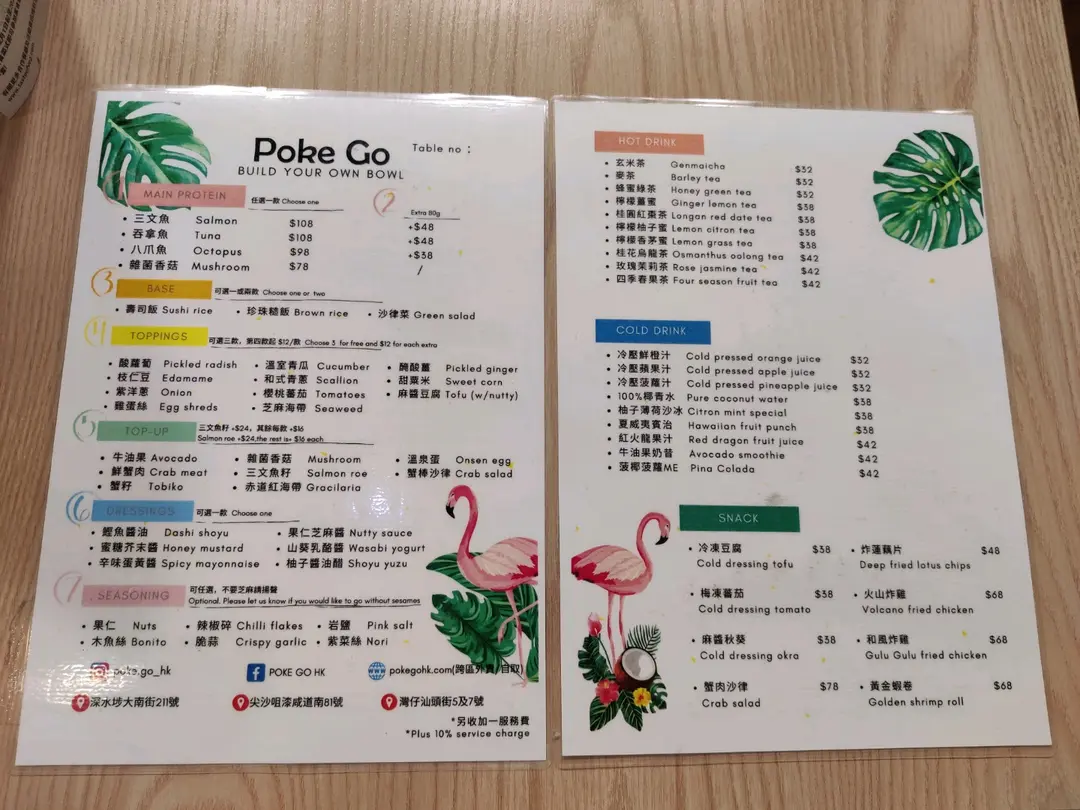 Poke Go
Table no：
BUILD YOUR OWN BOWL
1 MAIN PROTEIN 任選一款 Choose one
2 Extra 80g
• 三文魚 Salmon $108 +$48
• 吞拿魚 Tuna $108 +$48
• 八爪魚 Octopus $98 +$38
• 雜菌香菇 Mushroom $78 /
3 BASE 可選一或兩款 Choose one or two
• 壽司飯 Sushi rice • 珍珠糙飯 Brown rice • 沙律菜 Green salad
4 TOPPINGS 可選三款，第四款起 $12/款 Choose 3 for free and $12 for each extra
• 酸蘿蔔 Pickled radish • 溫室青瓜 Cucumber • 醃酸薑 Pickled ginger
• 枝仁豆 Edamame • 和式青蔥 Scallion • 甜粟米 Sweet corn
• 紫洋蔥 Onion • 櫻桃蕃茄 Tomatoes • 麻醬豆腐 Tofu (w/nutty)
• 雞蛋絲 Egg shreds • 芝麻海帶 Seaweed
5 TOP-UP 三文魚籽 +$24，其餘每款 +$16
Salmon roe +$24,the rest is+ $16 each
• 牛油果 Avocado • 雜菌香菇 Mushroom • 溫泉蛋 Onsen egg
• 鮮蟹肉 Crab meat • 三文魚籽 Salmon roe • 蟹棒沙律 Crab salad
• 蟹籽 Tobiko • 赤道紅海帶 Gracilaria
6 DRESSINGS 可選一款 Choose one
• 鰹魚醬油 Dashi shoyu • 果仁芝麻醬 Nutty sauce
• 蜜糖芥末醬 Honey mustard • 山葵乳酪醬 Wasabi yogurt
• 辛味蛋黃醬 Spicy mayonnaise • 柚子醬油醋 Shoyu yuzu
7 SEASONING 可任選，不要芝麻請揚聲
Optional. Please let us know if you would like to go without sesames
• 果仁 Nuts • 辣椒碎 Chilli flakes • 岩鹽 Pink salt
• 木魚絲 Bonito • 脆蒜 Crispy garlic • 紫菜絲 Nori
poke.go_hk POKE GO HK pokegohk.com(跨區外賣/自取)
深水埗大南街211號 尖沙咀漆咸道南81號 灣仔汕頭街5及7號
*另收加一服務費
*Plus 10% service charge
HOT DRINK
• 玄米茶 Genmaicha $32
• 麥茶 Barley tea $32
• 蜂蜜綠茶 Honey green tea $32
• 檸檬薑蜜 Ginger lemon tea $38
• 桂圓紅棗茶 Longan red date tea $38
• 檸檬柚子蜜 Lemon citron tea $38
• 檸檬香茅蜜 Lemon grass tea $38
• 桂花烏龍茶 Osmanthus oolong tea $42
• 玫瑰茉莉茶 Rose jasmine tea $42
• 四季春果茶 Four season fruit tea $42
COLD DRINK
• 冷壓鮮橙汁 Cold pressed orange juice $32
• 冷壓蘋果汁 Cold pressed apple juice $32
• 冷壓菠蘿汁 Cold pressed pineapple juice $32
• 100%椰青水 Pure coconut water $38
• 柚子薄荷沙冰 Citron mint special $38
• 夏威夷賓治 Hawaiian fruit punch $38
• 紅火龍果汁 Red dragon fruit juice $42
• 牛油果奶昔 Avocado smoothie $42
• 菠椰菠蘿ME Pina Colada $42
SNACK
• 冷凍豆腐 $38 • 炸蓮藕片 $48
Cold dressing tofu Deep fried lotus chips
• 梅凍蕃茄 $38 • 火山炸雞 $68
Cold dressing tomato Volcano fried chicken
• 麻醬秋葵 $38 • 和風炸雞 $68
Cold dressing okra Gulu Gulu fried chicken
• 蟹肉沙律 $78 • 黃金蝦卷 $68
Crab salad Golden shrimp roll